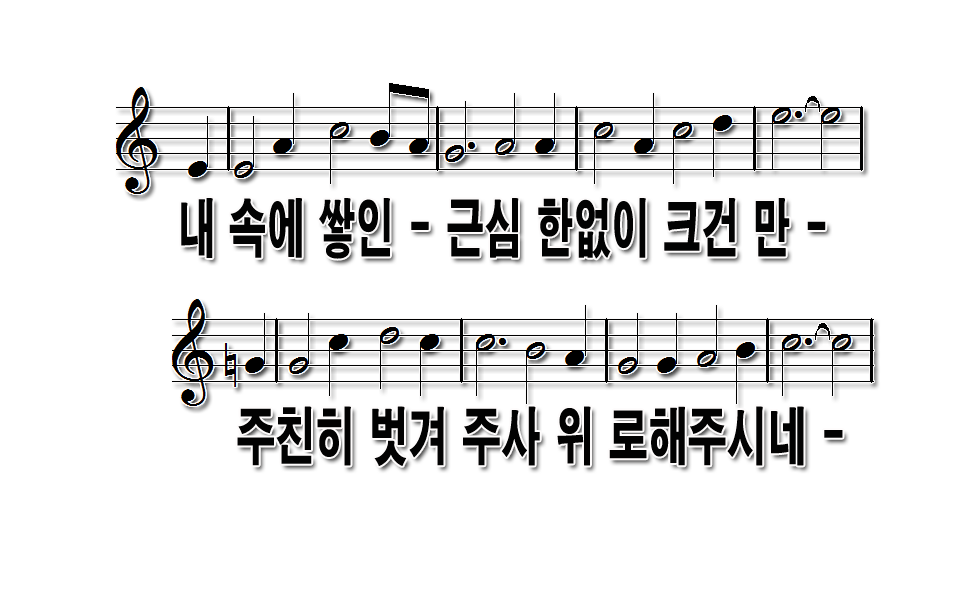 내 속에 쌓인 - 근심 한없이 크건 만 -
주친히 벗겨 주사 위 로해주시네 -